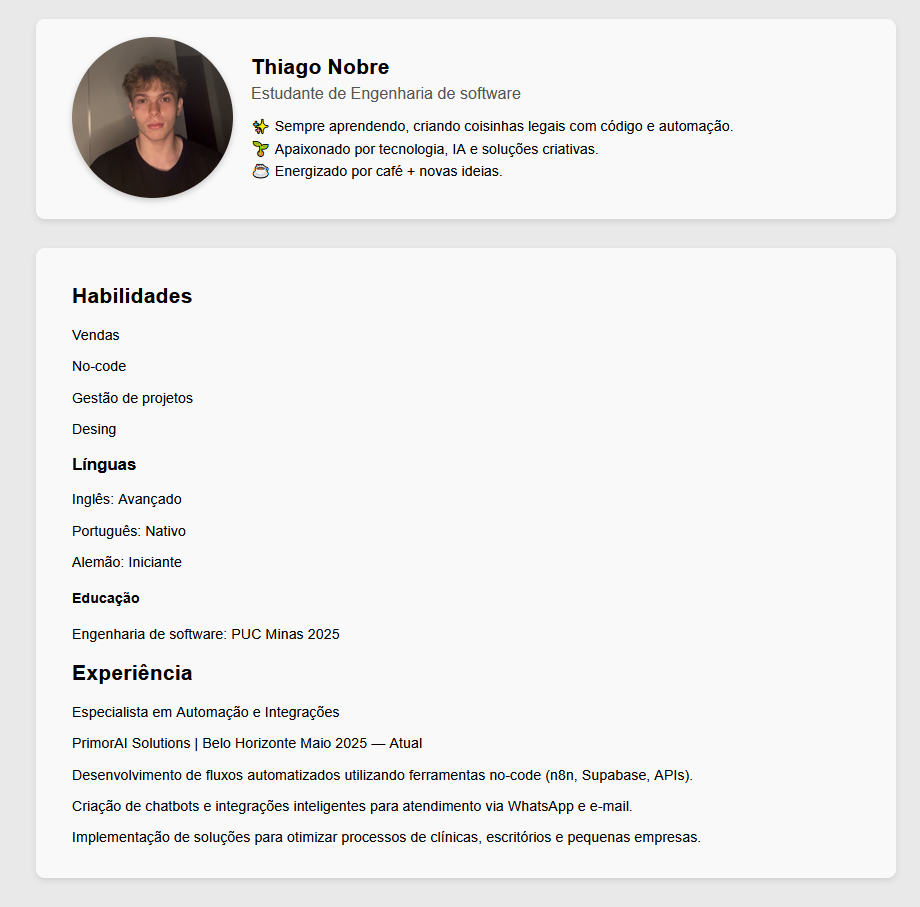 Thiago Nobre
Estudante de Engenharia de software
✨ Sempre aprendendo, criando coisinhas legais com código e automação.
🌱 Apaixonado por tecnologia, IA e soluções criativas.
☕ Energizado por café + novas ideias.
Habilidades
Vendas
No-code
Gestão de projetos
Desing
Línguas
Inglês: Avançado
Português: Nativo
Alemão: Iniciante
Educação
Engenharia de software: PUC Minas 2025
Experiência
Especialista em Automação e Integrações
PrimorAI Solutions | Belo Horizonte Maio 2025 — Atual
Desenvolvimento de fluxos automatizados utilizando ferramentas no-code (n8n, Supabase, APIs).
Criação de chatbots e integrações inteligentes para atendimento via WhatsApp e e-mail.
Implementação de soluções para otimizar processos de clínicas, escritórios e pequenas empresas.